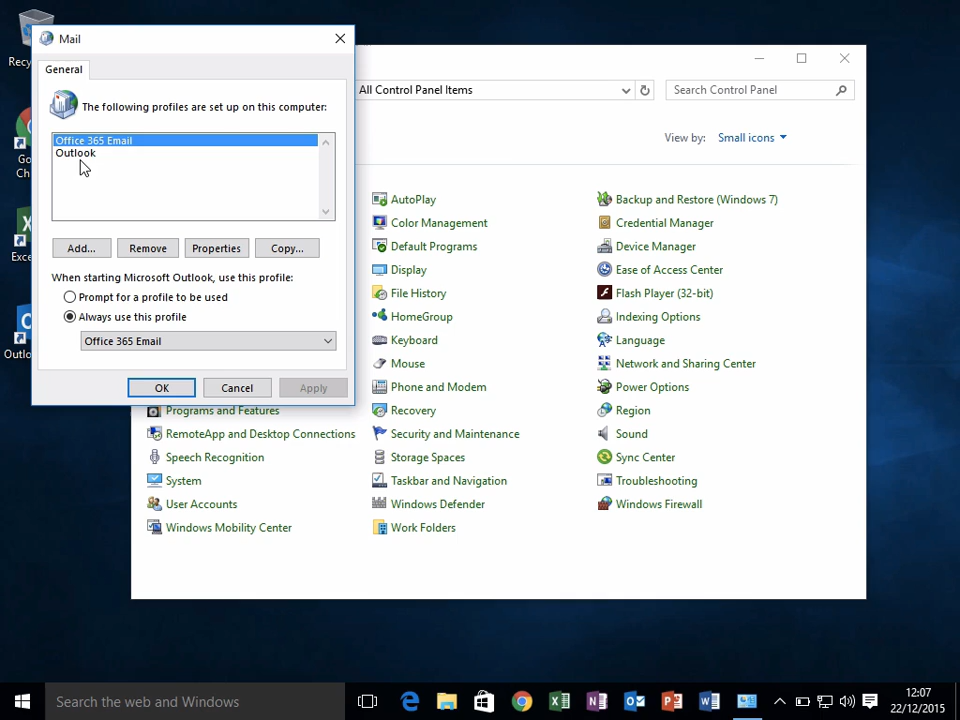 Recy
Go
Ch
Exce
Outlo
Mail
General
The following profiles are set up on this computer:
Office 365 Email
Outlook
Add...
Remove
Properties
Copy...
When starting Microsoft Outlook, use this profile:
Prompt for a profile to be used
Always use this profile
Office 365 Email
OK
Cancel
Apply
All Control Panel Items
Search Control Panel
View by:
Small icons
AutoPlay
Backup and Restore (Windows 7)
Color Management
Credential Manager
Default Programs
Device Manager
Display
Ease of Access Center
File History
Flash Player (32-bit)
HomeGroup
Indexing Options
Keyboard
Language
Mouse
Network and Sharing Center
Phone and Modem
Power Options
Programs and Features
Recovery
Region
RemoteApp and Desktop Connections
Security and Maintenance
Sound
Speech Recognition
Storage Spaces
Sync Center
System
Taskbar and Navigation
Troubleshooting
User Accounts
Windows Defender
Windows Firewall
Windows Mobility Center
Work Folders
Search the web and Windows
12:07
22/12/2015